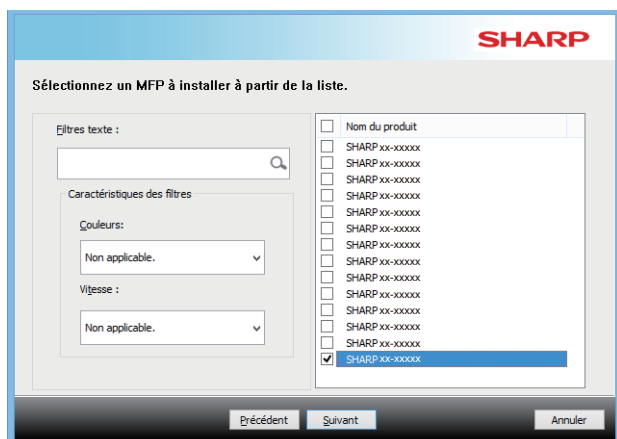 SHARP
Sélectionnez un MFP à installer à partir de la liste.
Filtres texte :
Caractéristiques des filtres
Couleurs:
Non applicable.
Vitesse :
Non applicable.
Nom du produit
SHARP xx-xxxxx
SHARP xx-xxxxx
SHARP xx-xxxxx
SHARP xx-xxxxx
SHARP xx-xxxxx
SHARP xx-xxxxx
SHARP xx-xxxxx
SHARP xx-xxxxx
SHARP xx-xxxxx
SHARP xx-xxxxx
SHARP xx-xxxxx
SHARP xx-xxxxx
SHARP xx-xxxxx
SHARP xx-xxxxx
Précédent
Suivant
Annuler